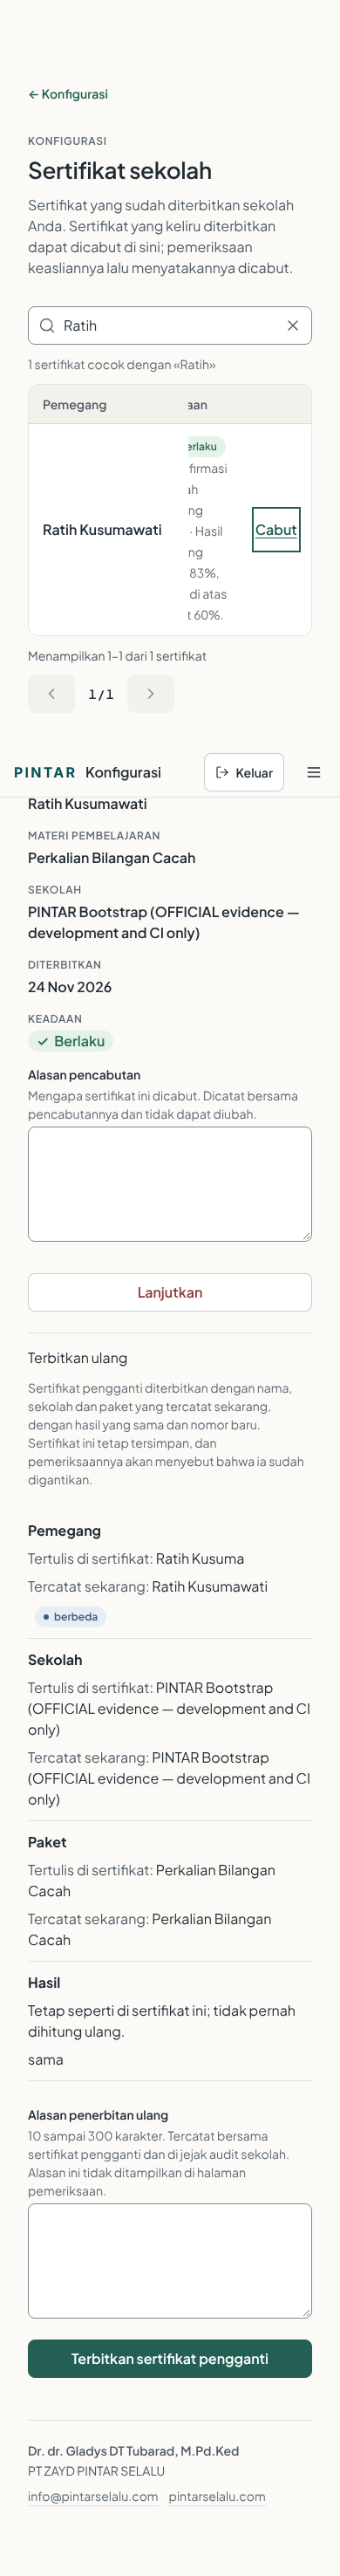 ← Konfigurasi
KONFIGURASI
Sertifikat sekolah
Sertifikat yang sudah diterbitkan sekolah
Anda. Sertifikat yang keliru diterbitkan
dapat dicabut di sini; pemeriksaan
keasliannya lalu menyatakannya dicabut.
Ratih
1 sertifikat cocok dengan «Ratih»
Pemegang
Ratih Kusumawati
· Hasil
83%,
di atas
60%.
Cabut
Menampilkan 1–1 dari 1 sertifikat
1/1
PINTAR Konfigurasi Keluar
Ratih Kusumawati
MATERI PEMBELAJARAN
Perkalian Bilangan Cacah
SEKOLAH
PINTAR Bootstrap (OFFICIAL evidence —
development and CI only)
DITERBITKAN
24 Nov 2026
KEADAAN
Berlaku
Alasan pencabutan
Mengapa sertifikat ini dicabut. Dicatat bersama
pencabutannya dan tidak dapat diubah.
Lanjutkan
Terbitkan ulang
Sertifikat pengganti diterbitkan dengan nama,
sekolah dan paket yang tercatat sekarang,
dengan hasil yang sama dan nomor baru.
Sertifikat ini tetap tersimpan, dan
pemeriksaannya akan menyebut bahwa ia sudah
digantikan.
Pemegang
Tertulis di sertifikat: Ratih Kusuma
Tercatat sekarang: Ratih Kusumawati
berbeda
Sekolah
Tertulis di sertifikat: PINTAR Bootstrap
(OFFICIAL evidence — development and CI
only)
Tercatat sekarang: PINTAR Bootstrap
(OFFICIAL evidence — development and CI
only)
Paket
Tertulis di sertifikat: Perkalian Bilangan
Cacah
Tercatat sekarang: Perkalian Bilangan
Cacah
Hasil
Tetap seperti di sertifikat ini; tidak pernah
dihitung ulang.
sama
Alasan penerbitan ulang
10 sampai 300 karakter. Tercatat bersama
sertifikat pengganti dan di jejak audit sekolah.
Alasan ini tidak ditampilkan di halaman
pemeriksaan.
Terbitkan sertifikat pengganti
Dr. dr. Gladys DT Tubarad, M.Pd.Ked
PT ZAYD PINTAR SELALU
info@pintarselalu.com pintarselalu.com